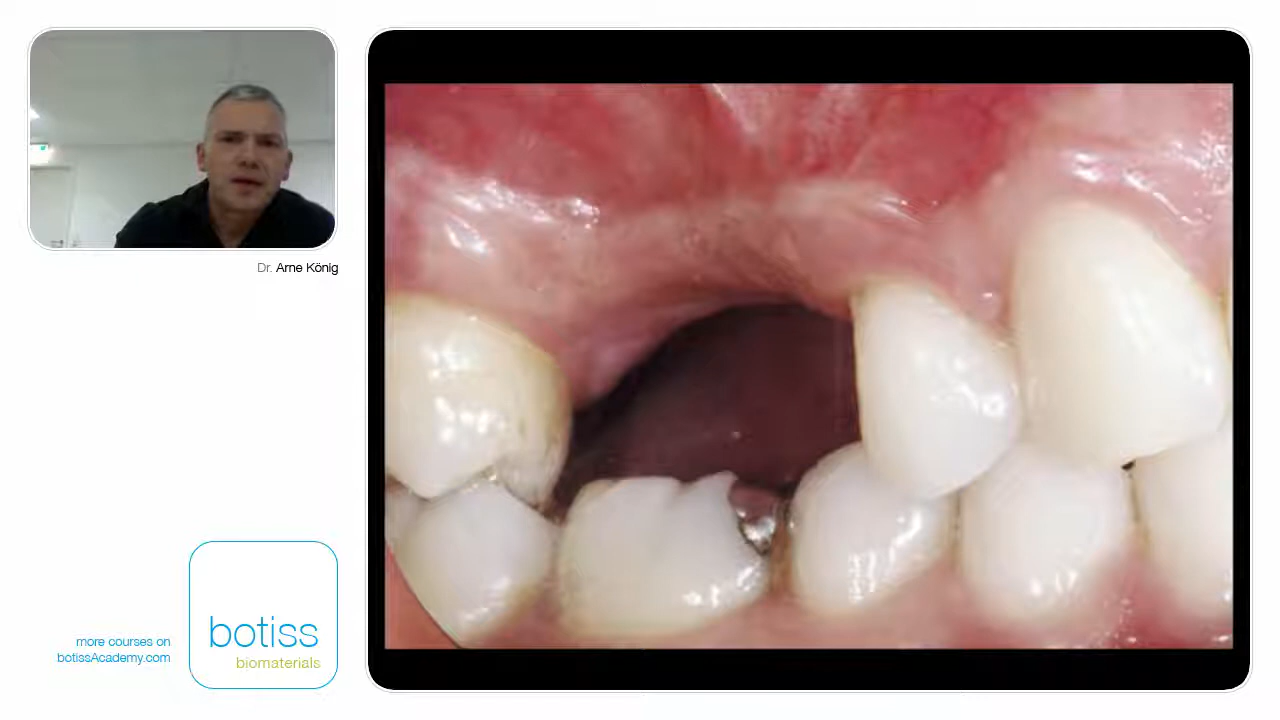 Dr. Arne König
more courses on
botissAcademy.com
botiss
biomaterials